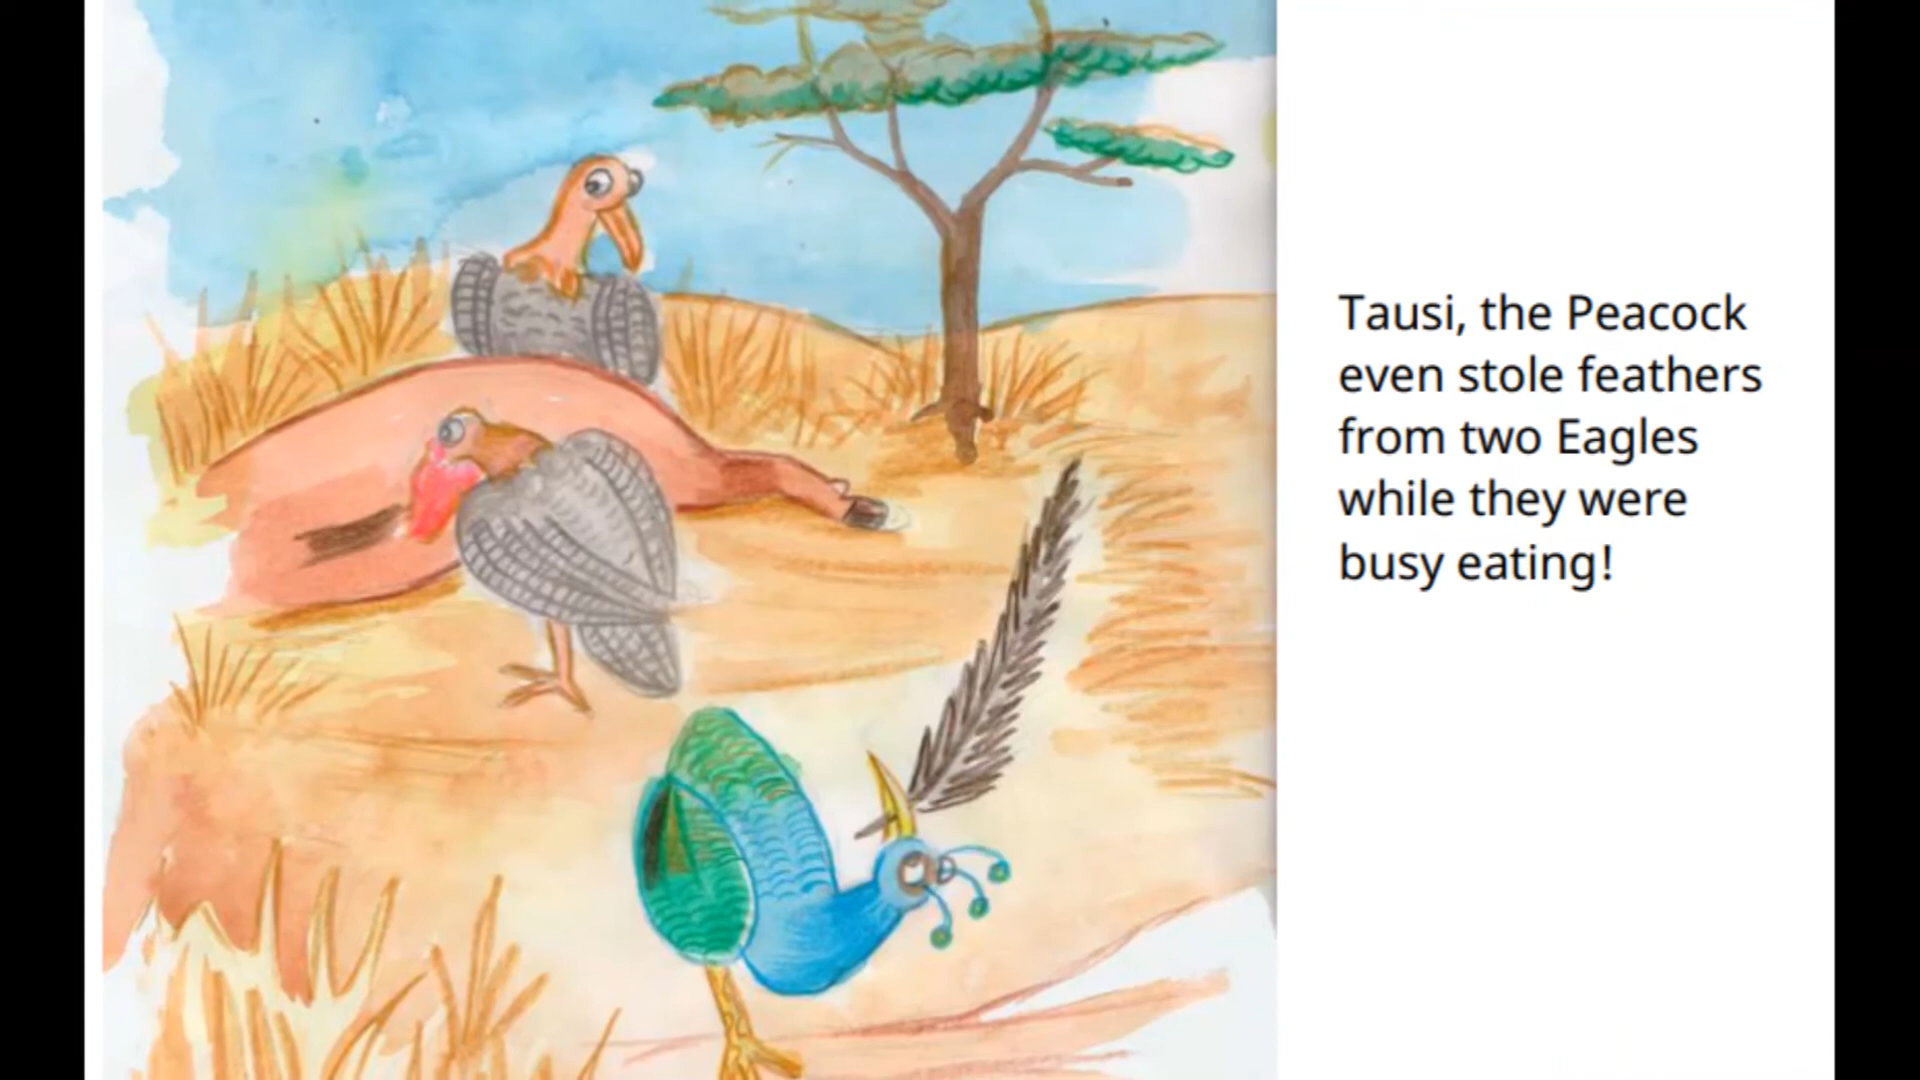 Tausi, the Peacock
even stole feathers
from two Eagles
while they were
busy eating!